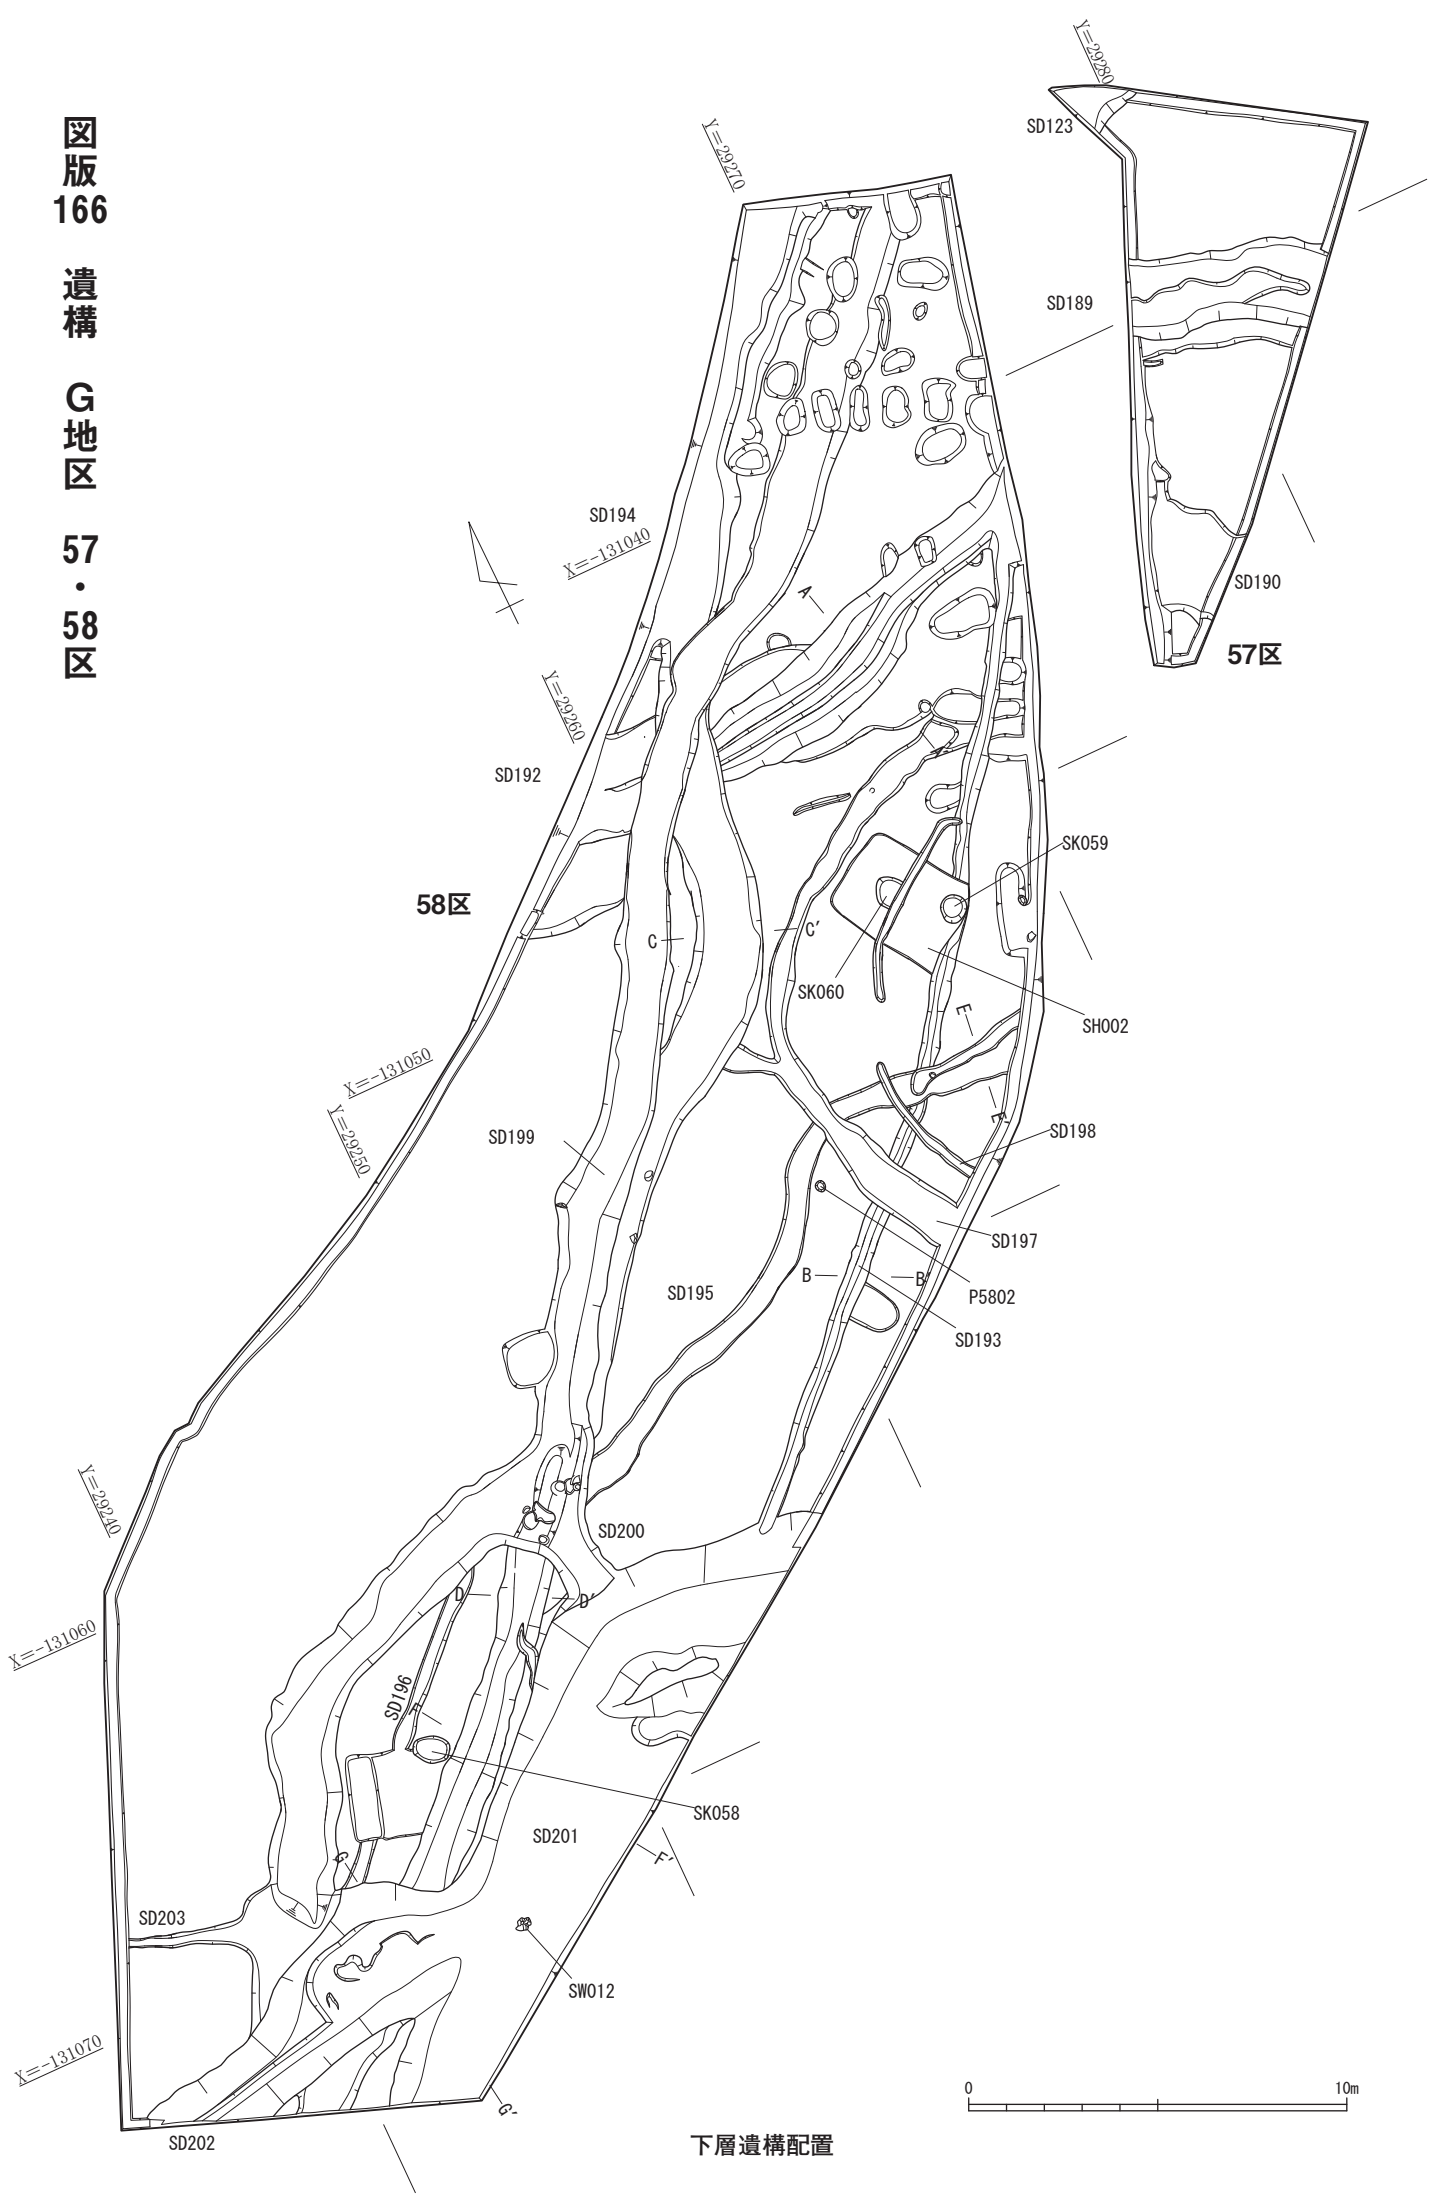 図版166 遺構 G地区 57・58区
Y=29280
SD123
Y=29270
SD189
SD194
X=-131040
A
SD190
57区
Y=29260
SD192
A'
SK059
58区
C
C'
SK060
E
SH002
X=-131050
Y=29250
SD199
E'
SD198
SD197
SD195
B
B'
P5802
SD193
Y=29240
SD200
D
D'
X=-131060
SD196
F
SK058
SD201
G
F'
SD203
SW012
X=-131070
G'
SD202
0
10m
下層遺構配置